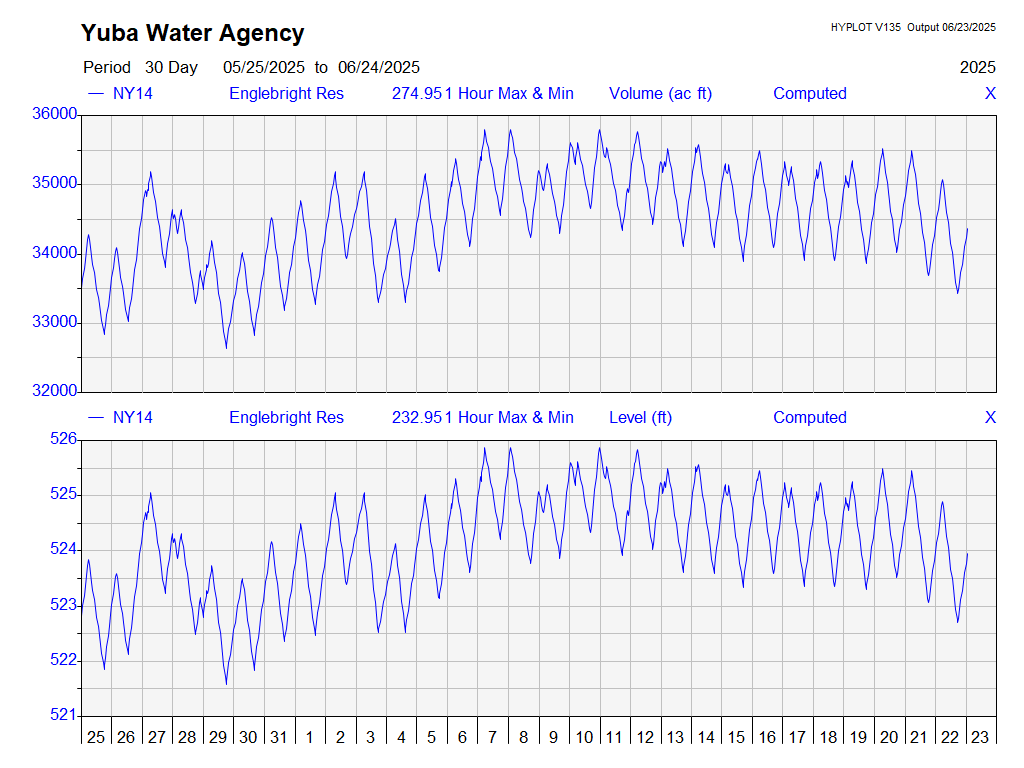 Yuba Water Agency
HYPLOT V135 Output 06/23/2025
Period 30 Day 05/25/2025 to 06/24/2025
2025
NY14 Englebright Res 274.951 Hour Max & Min Volume (ac ft) Computed X
36000
35000
34000
33000
32000
NY14 Englebright Res 232.951 Hour Max & Min Level (ft) Computed X
526
525
524
523
522
521
25 26 27 28 29 30 31 1 2 3 4 5 6 7 8 9 10 11 12 13 14 15 16 17 18 19 20 21 22 23